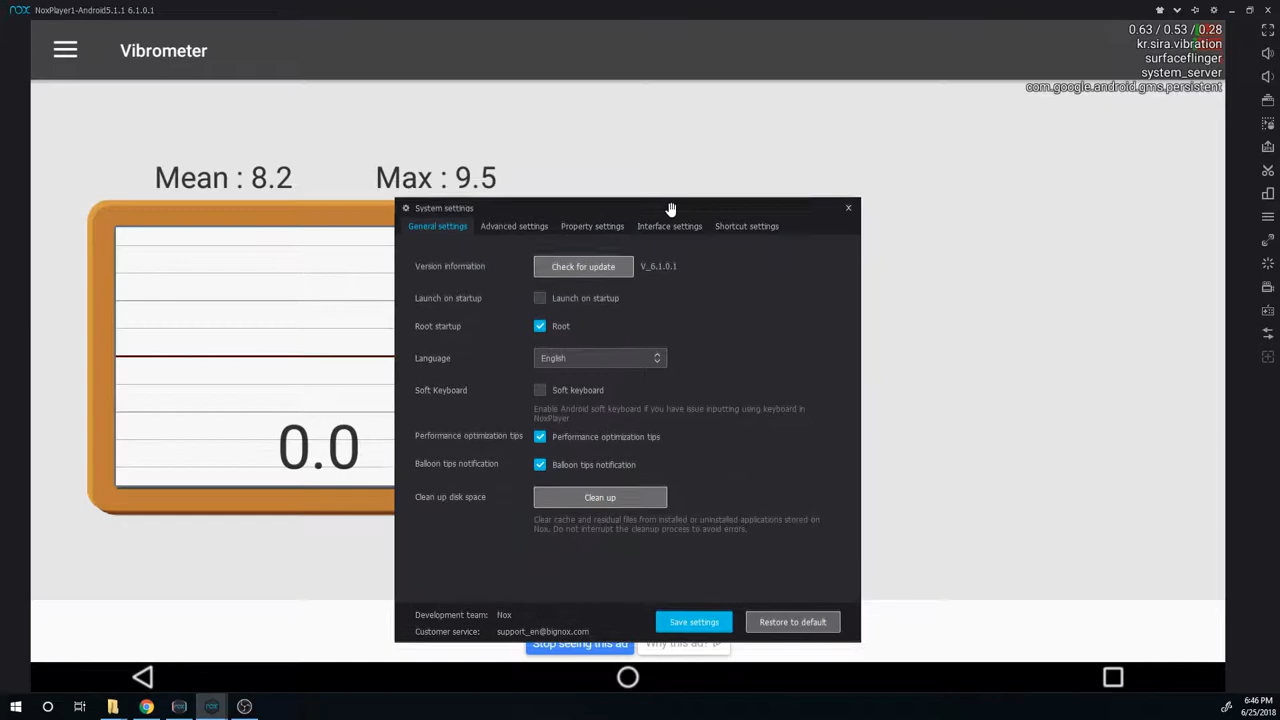 nox NoxPlayer1-Android5.1.1 6.1.0.1
Vibrometer
0.63 / 0.53 / 0.28
kr.sira.vibration
surfaceflinger
system_server
com.google.android.gms.persistent
Mean : 8.2 Max : 9.5
0.0
System settings
General settings Advanced settings Property settings Interface settings Shortcut settings
Version information Check for update V_6.1.0.1
Launch on startup Launch on startup
Root startup Root
Language English
Soft Keyboard Soft keyboard
Enable Android soft keyboard if you have issue inputting using keyboard in
NoxPlayer
Performance optimization tips Performance optimization tips
Balloon tips notification Balloon tips notification
Clean up disk space Clean up
Clear cache and residual files from installed or uninstalled applications stored on
Nox. Do not interrupt the cleanup process to avoid errors.
Development team: Nox
Customer service: support_en@bignox.com
Save settings Restore to default
Stop seeing this ad Why this ad?
nox
6:46 PM
6/25/2018